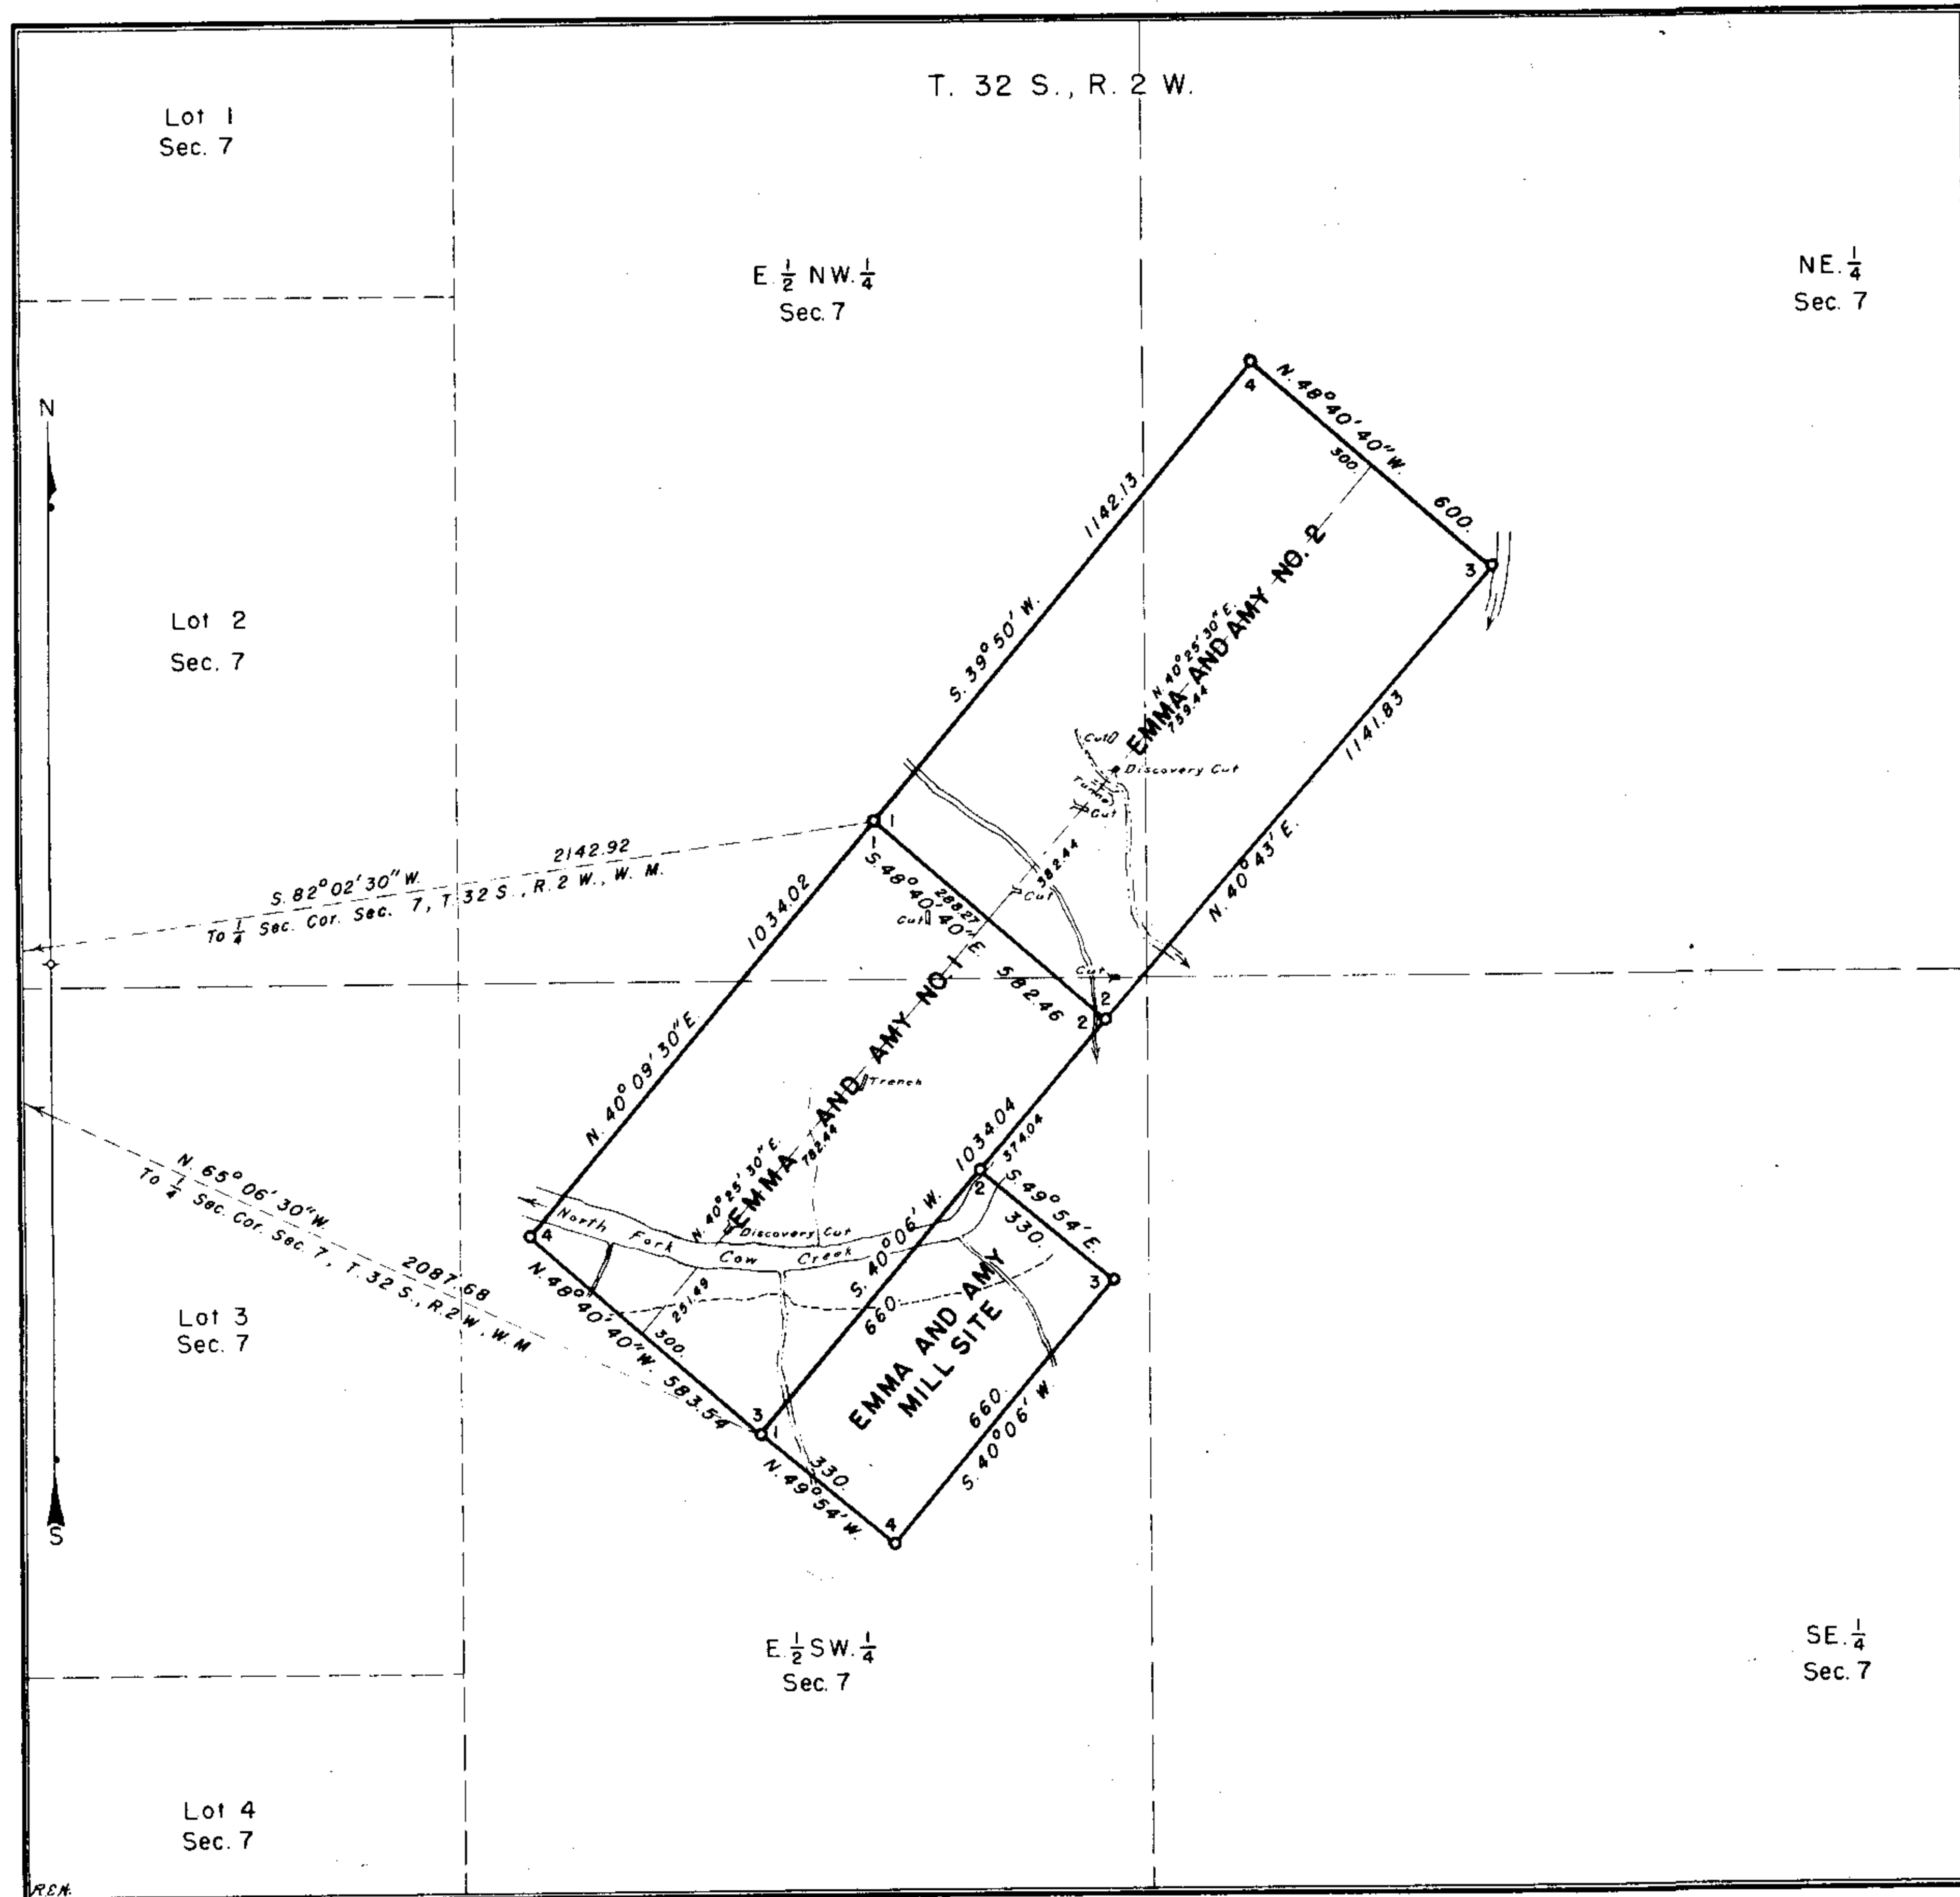 T. 32 S., R. 2 W.
Lot 1
Sec. 7
E. 1/2 NW. 1/4
Sec. 7
NE. 1/4
Sec. 7
N
4
N. 48° 40' 40" W.
300.
600.
3
1142.13
S. 39° 50' W.
EMMA AND AMY NO. 2
N. 40° 25' 30" E.
759.44
1141.83
N. 40° 43' E.
Lot 2
Sec. 7
Cut
Discovery Cut
Tunnel
Cut
382.44
Cut
1
1
S. 48° 40' 40" E.
288.27
582.46
Cut
Cut
2
2
2142.92
S. 82° 02' 30" W.
To 1/4 Sec. Cor. Sec. 7, T. 32 S., R. 2 W., W. M.
1034.02
N. 40° 09' 30" E.
EMMA AND AMY NO. 1
N. 40° 25' 30" E.
782.44
Trench
1034.04
374.04
N. 65° 06' 30" W.
2087.68
To 1/4 Sec. Cor. Sec. 7, T. 32 S., R. 2 W., W. M
4
North Fork Cow Creek
Discovery Cut
251.49
N. 48° 40' 40" W.
300.
583.54
S. 40° 06' W.
660.
2
S. 49° 54' E.
330.
3
EMMA AND AMY
MILL SITE
660.
S. 40° 06' W.
3
1
330.
N. 49° 54' W.
4
Lot 3
Sec. 7
S
E. 1/2 SW. 1/4
Sec. 7
SE. 1/4
Sec. 7
Lot 4
Sec. 7